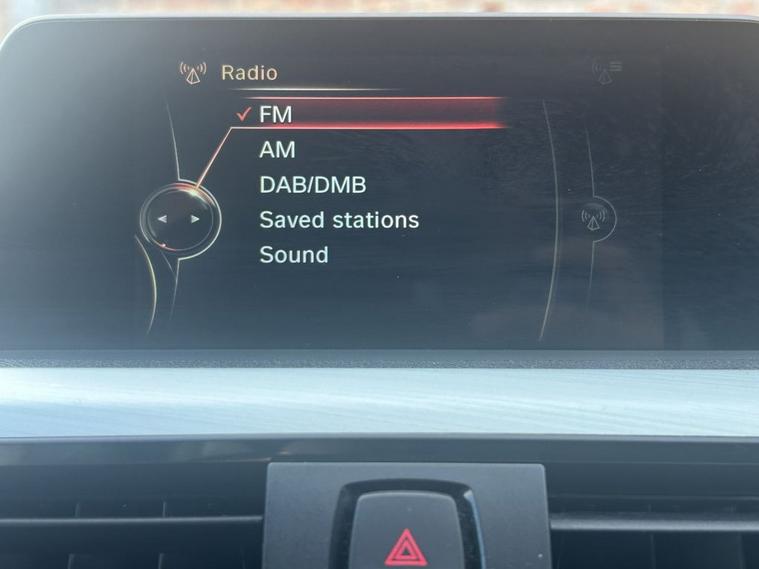 Radio
FM
AM
DAB/DMB
Saved stations
Sound